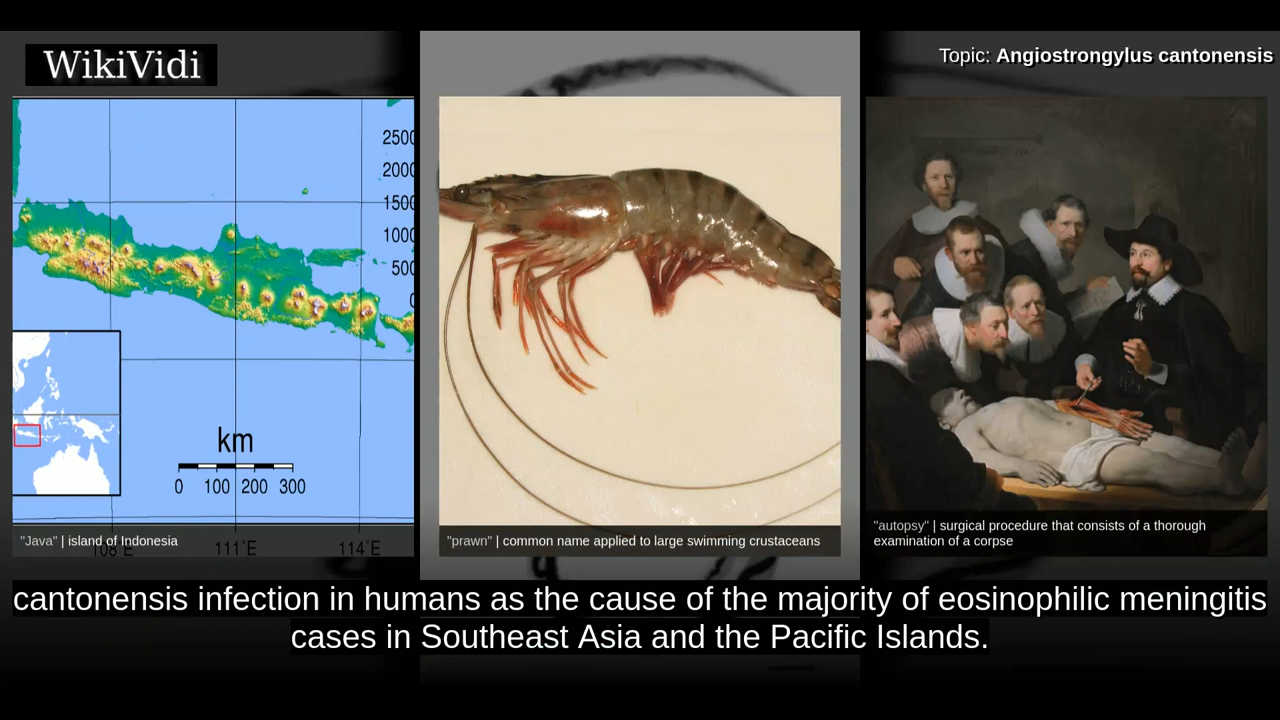 WikiVidi
Topic: Angiostrongylus cantonensis
2500
2000
1500
1000
500
0
km
0 100 200 300
108°E 111°E 114°E
"Java" | island of Indonesia
"prawn" | common name applied to large swimming crustaceans
"autopsy" | surgical procedure that consists of a thorough
examination of a corpse
cantonensis infection in humans as the cause of the majority of eosinophilic meningitis
cases in Southeast Asia and the Pacific Islands.